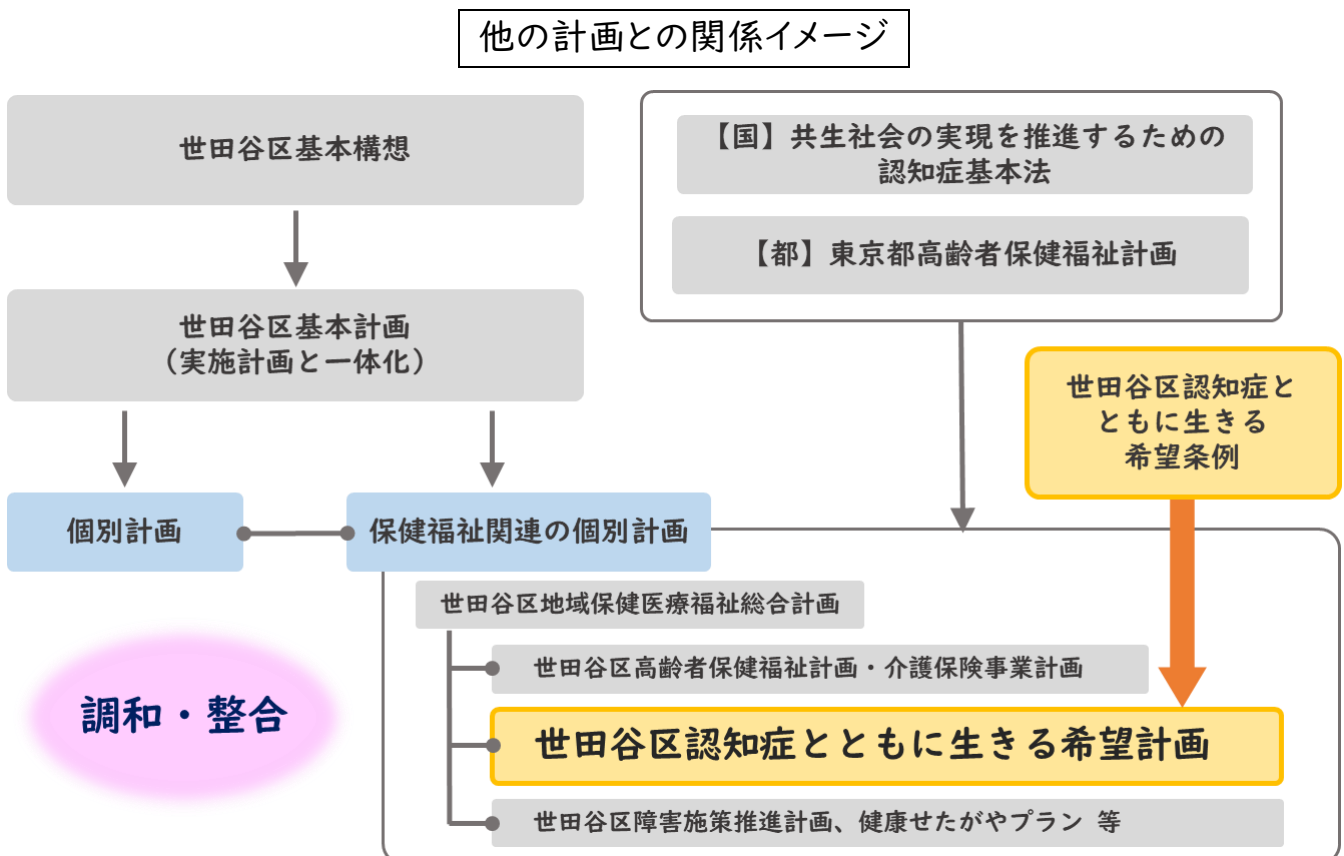 他の計画との関係イメージ
世田谷区基本構想
世田谷区基本計画
（実施計画と一体化）
個別計画
保健福祉関連の個別計画
【国】共生社会の実現を推進するための
認知症基本法
【都】東京都高齢者保健福祉計画
世田谷区認知症と
ともに生きる
希望条例
世田谷区地域保健医療福祉総合計画
世田谷区高齢者保健福祉計画・介護保険事業計画
世田谷区認知症とともに生きる希望計画
世田谷区障害施策推進計画、健康せたがやプラン 等
調和・整合